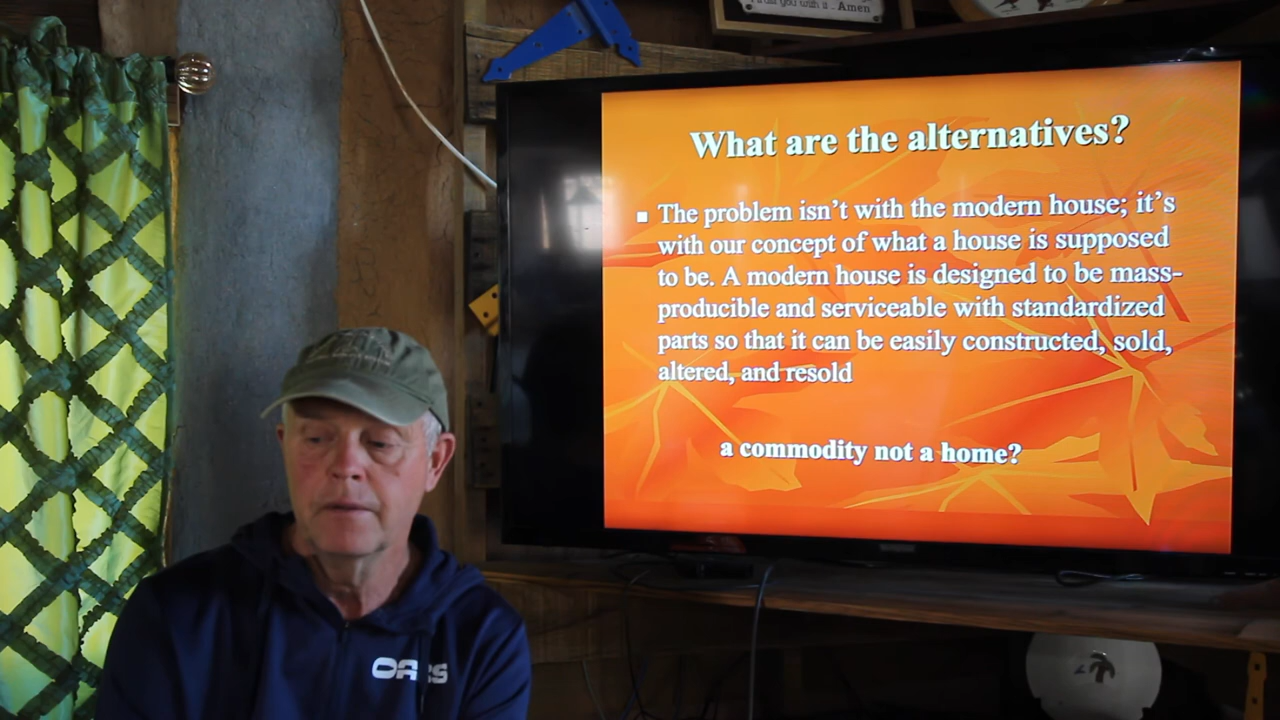 it .. Amen
What are the alternatives?
The problem isn't with the modern house; it's
with our concept of what a house is supposed
to be. A modern house is designed to be mass-
producible and serviceable with standardized
parts so that it can be easily constructed, sold,
altered, and resold
a commodity not a home?
OARS